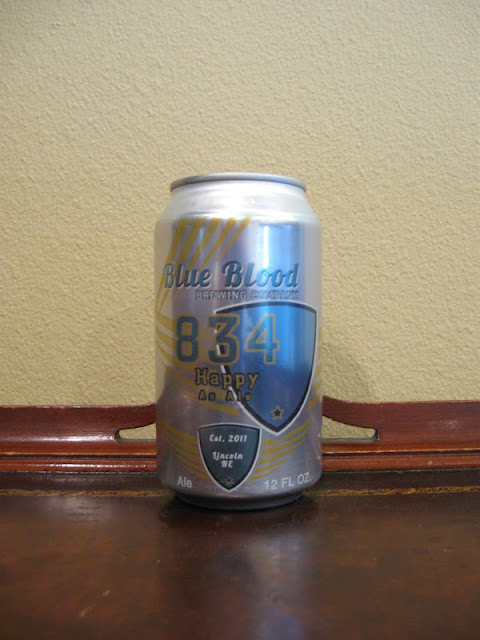 Blue Blood
BREWING COMPANY
834
Happy
As Ale
Est. 2011
Lincoln
NE
Ale
12 FL OZ.